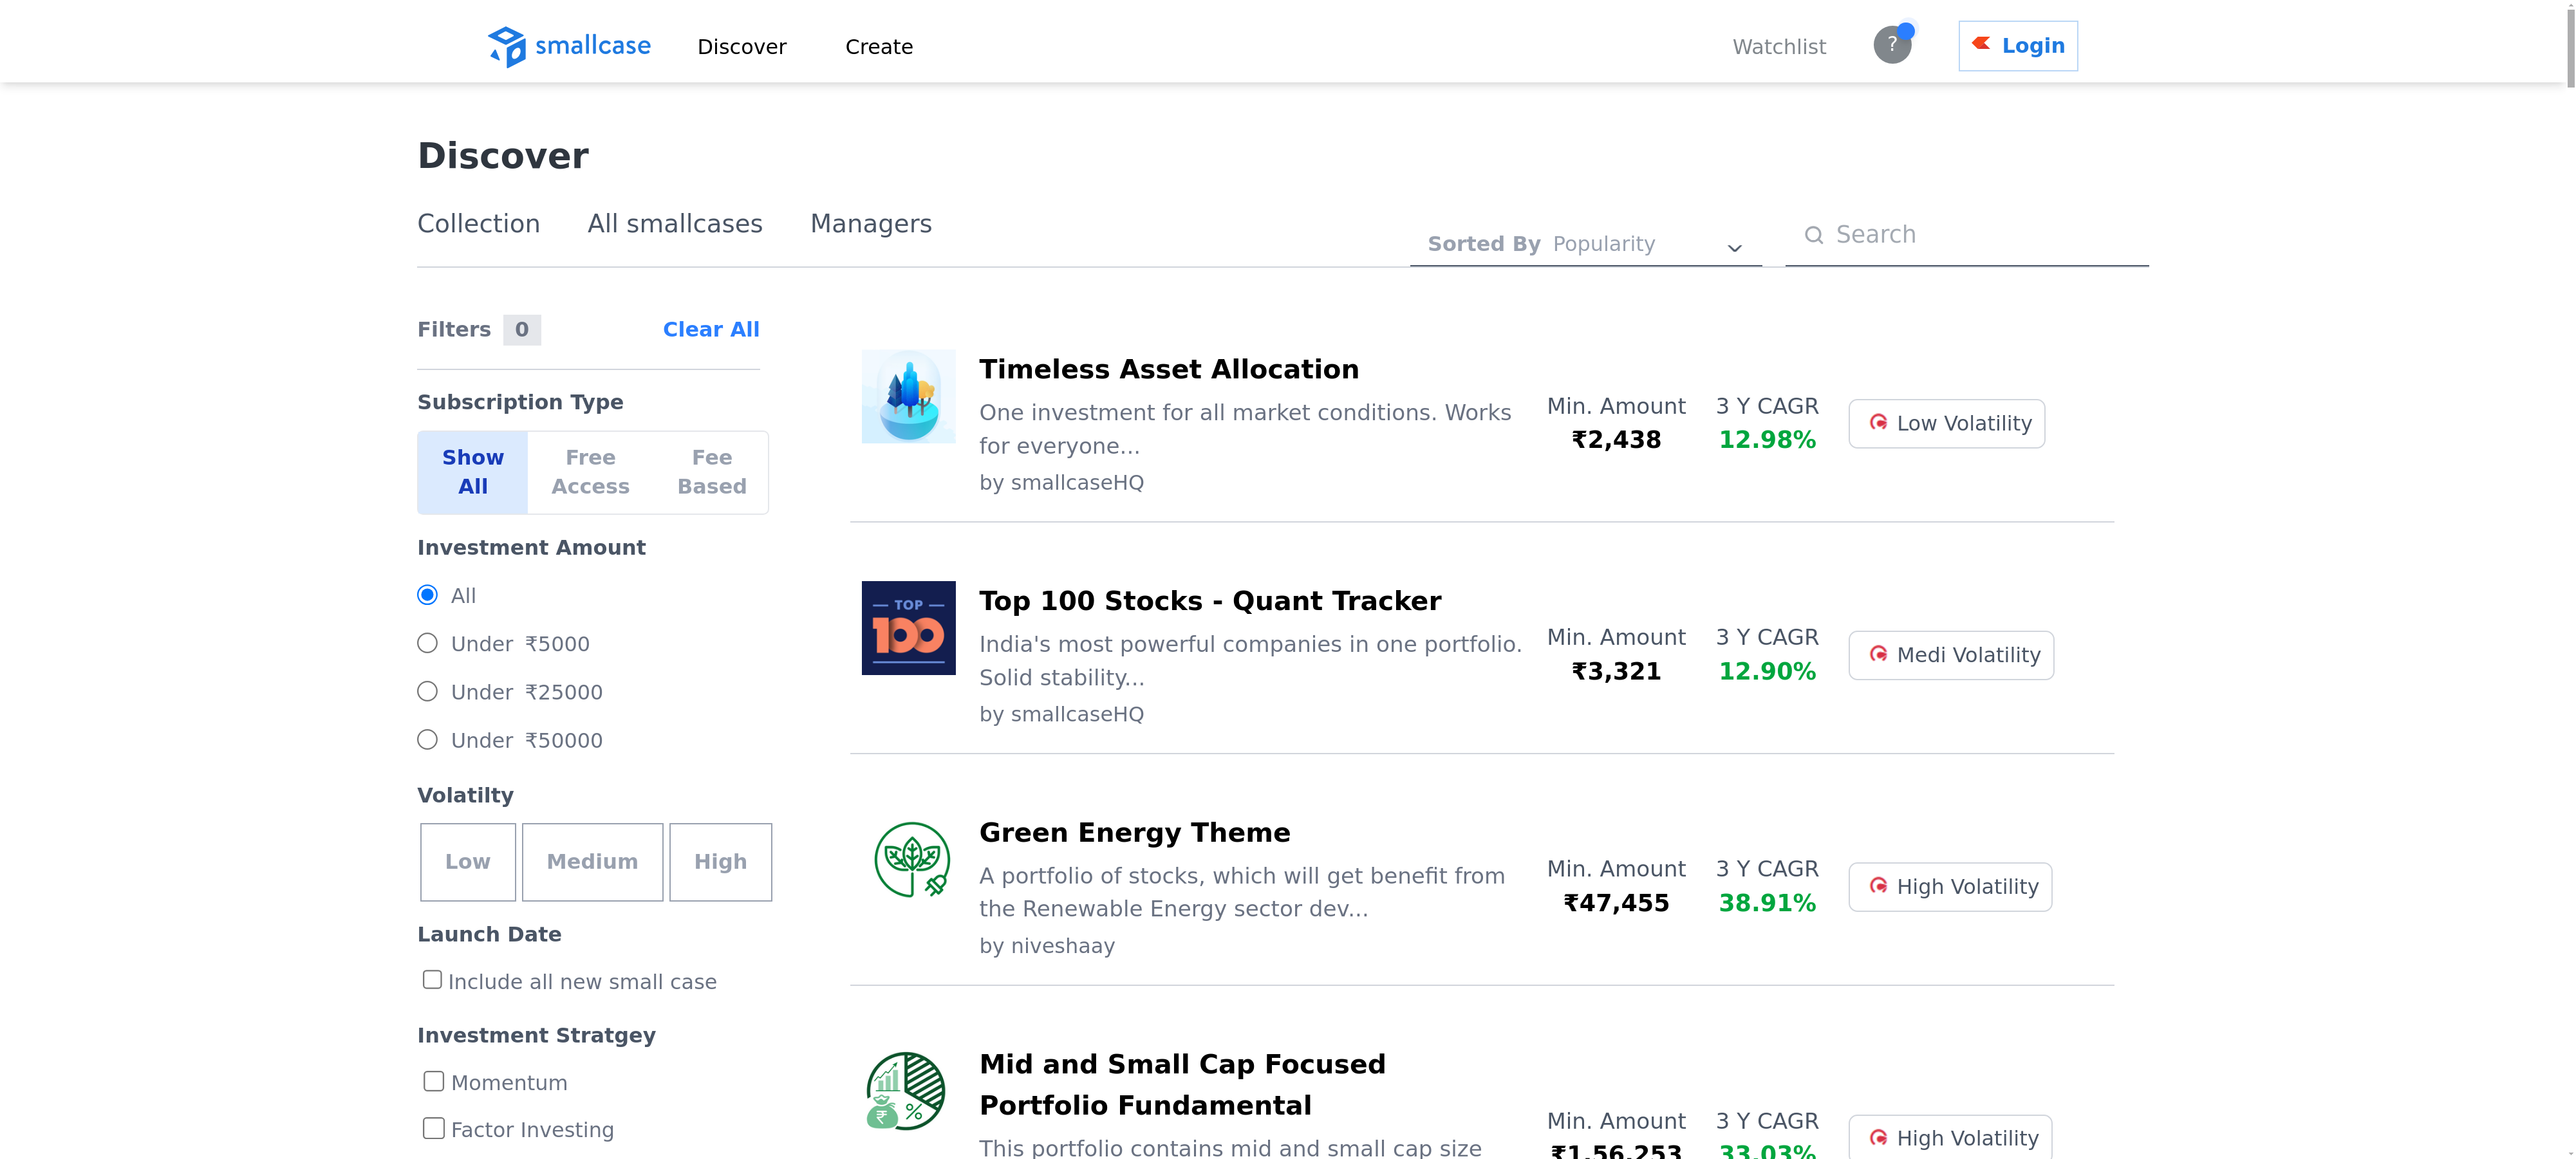 smallcase Discover Create Watchlist ? Login
Discover
Collection All smallcases Managers
Sorted By Popularity Search
Filters 0 Clear All
Subscription Type
Show All
Free Access
Fee Based
Investment Amount
All
Under ₹5000
Under ₹25000
Under ₹50000
Volatilty
Low Medium High
Launch Date
Include all new small case
Investment Stratgey
Momentum
Factor Investing
Timeless Asset Allocation
One investment for all market conditions. Works
for everyone...
by smallcaseHQ
Min. Amount
₹2,438
3 Y CAGR
12.98%
Low Volatility
TOP
100
Top 100 Stocks - Quant Tracker
India's most powerful companies in one portfolio.
Solid stability...
by smallcaseHQ
Min. Amount
₹3,321
3 Y CAGR
12.90%
Medi Volatility
Green Energy Theme
A portfolio of stocks, which will get benefit from
the Renewable Energy sector dev...
by niveshaay
Min. Amount
₹47,455
3 Y CAGR
38.91%
High Volatility
₹ %
Mid and Small Cap Focused
Portfolio Fundamental
This portfolio contains mid and small cap size
Min. Amount
₹1,56,253
3 Y CAGR
33.03%
High Volatility